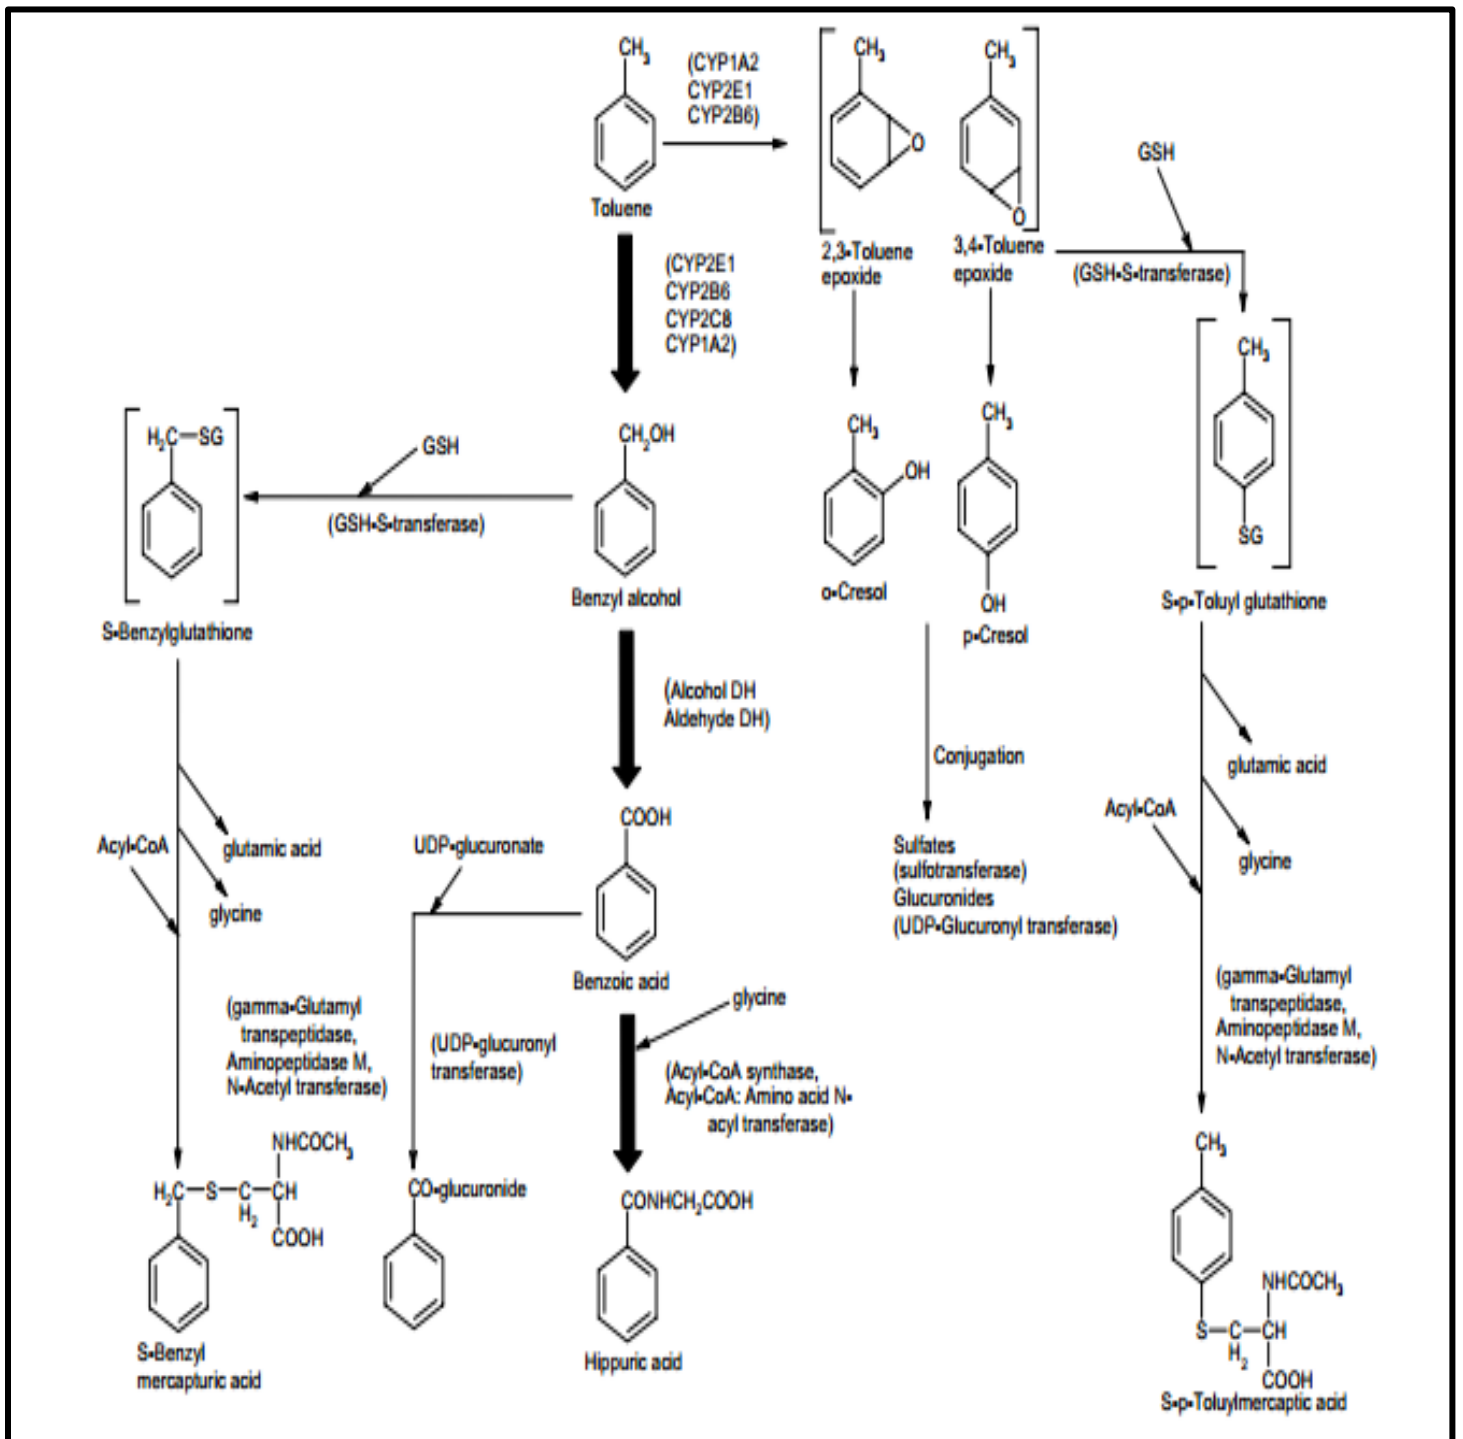 CH3
(CYP1A2
CYP2E1
CYP2B6)
Toluene
CH3
O
2,3-Toluene
epoxide
CH3
O
3,4-Toluene
epoxide
GSH
(GSH-S-transferase)
(CYP2E1
CYP2B6
CYP2C8
CYP1A2)
CH3
SG
S-p-Toluyl glutathione
H2C-SG
S-Benzylglutathione
GSH
(GSH-S-transferase)
CH2OH
Benzyl alcohol
CH3
OH
o-Cresol
CH3
OH
p-Cresol
(Alcohol DH
Aldehyde DH)
Conjugation
Sulfates
(sulfotransferase)
Glucuronides
(UDP-Glucuronyl transferase)
glutamic acid
Acyl-CoA
glycine
Acyl-CoA
glutamic acid
glycine
UDP-glucuronate
COOH
Benzoic acid
glycine
(gamma-Glutamyl
transpeptidase,
Aminopeptidase M,
N-Acetyl transferase)
(UDP-glucuronyl
transferase)
(Acyl-CoA synthase,
Acyl-CoA: Amino acid N-
acyl transferase)
(gamma-Glutamyl
transpeptidase,
Aminopeptidase M,
N-Acetyl transferase)
NHCOCH3
H2C-S-C-CH
H2
COOH
S-Benzyl
mercapturic acid
CO-glucuronide
CONHCH2COOH
Hippuric acid
CH3
NHCOCH3
S-C-CH
H2
COOH
S-p-Toluylmercaptic acid